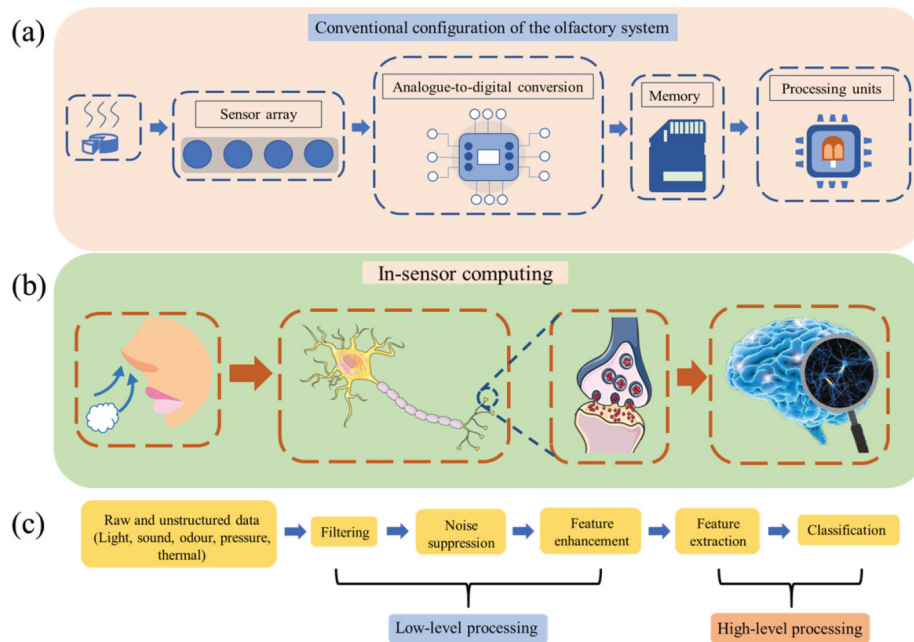 (a)
Conventional configuration of the olfactory system
Sensor array
Analogue-to-digital conversion
Memory
Processing units
(b)
In-sensor computing
(c)
Raw and unstructured data
(Light, sound, odour, pressure,
thermal)
Filtering
Noise
suppression
Feature
enhancement
Feature
extraction
Classification
Low-level processing
High-level processing